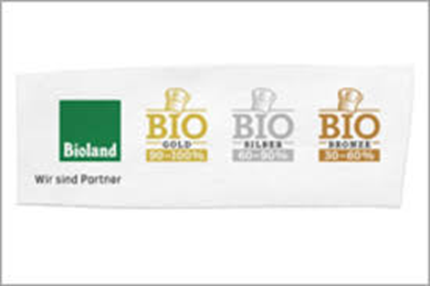 Bioland
Wir sind Partner
BIO
GOLD
90-100%
BIO
SILBER
60-90%
BIO
BRONZE
30-60%